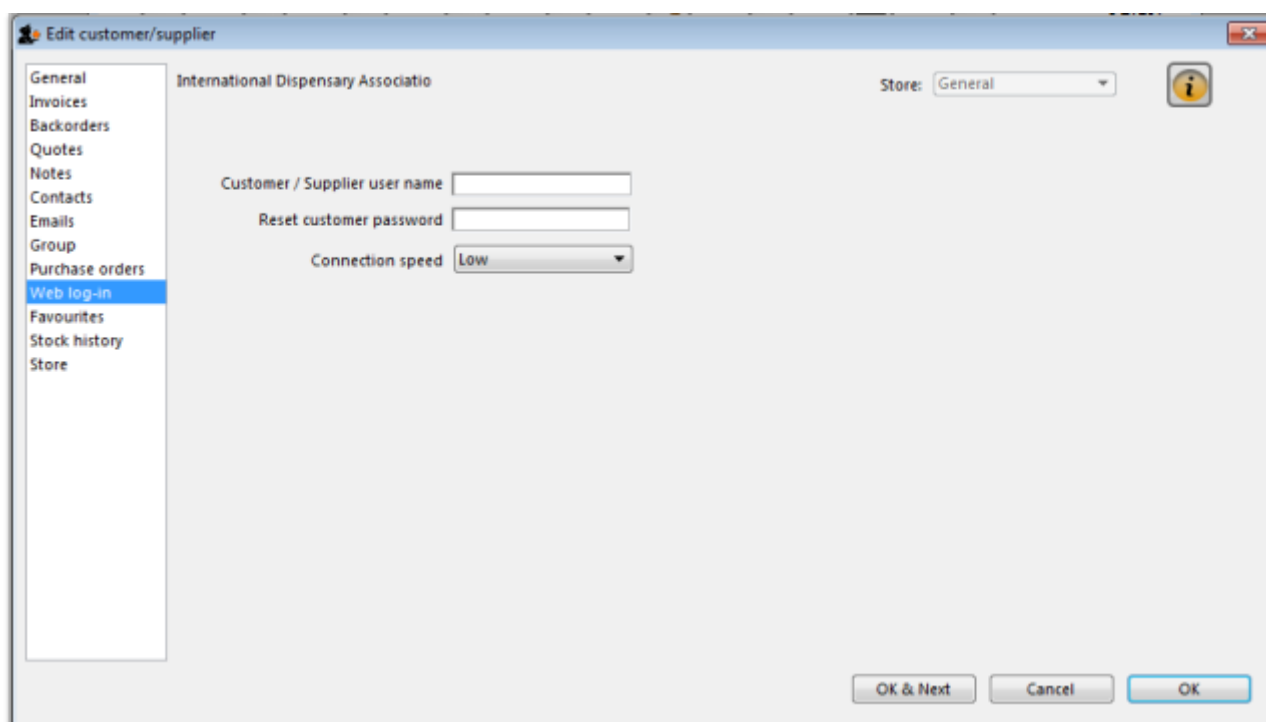 Edit customer/supplier
General
Invoices
Backorders
Quotes
Notes
Contacts
Emails
Group
Purchase orders
Web log-in
Favourites
Stock history
Store
International Dispensary Associatio
Store: General
i
Customer / Supplier user name
Reset customer password
Connection speed Low
OK & Next Cancel OK